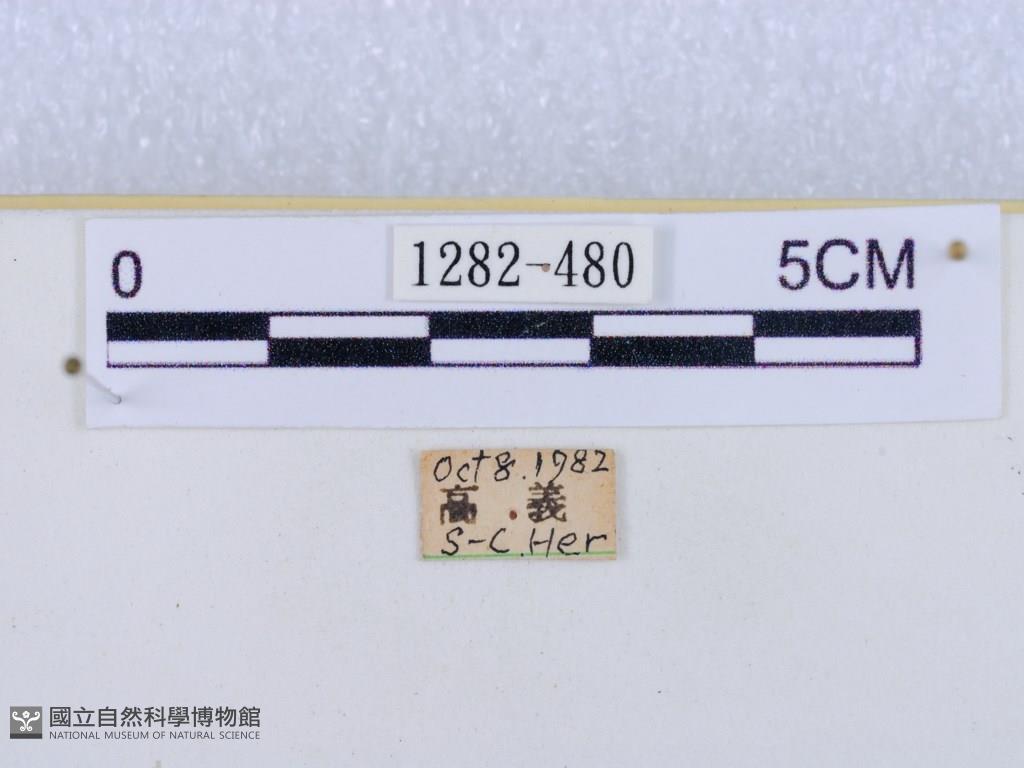 0 1282-480 5CM
Oct 8.1982
高義
S-C.Her
國立自然科學博物館
NATIONAL MUSEUM OF NATURAL SCIENCE